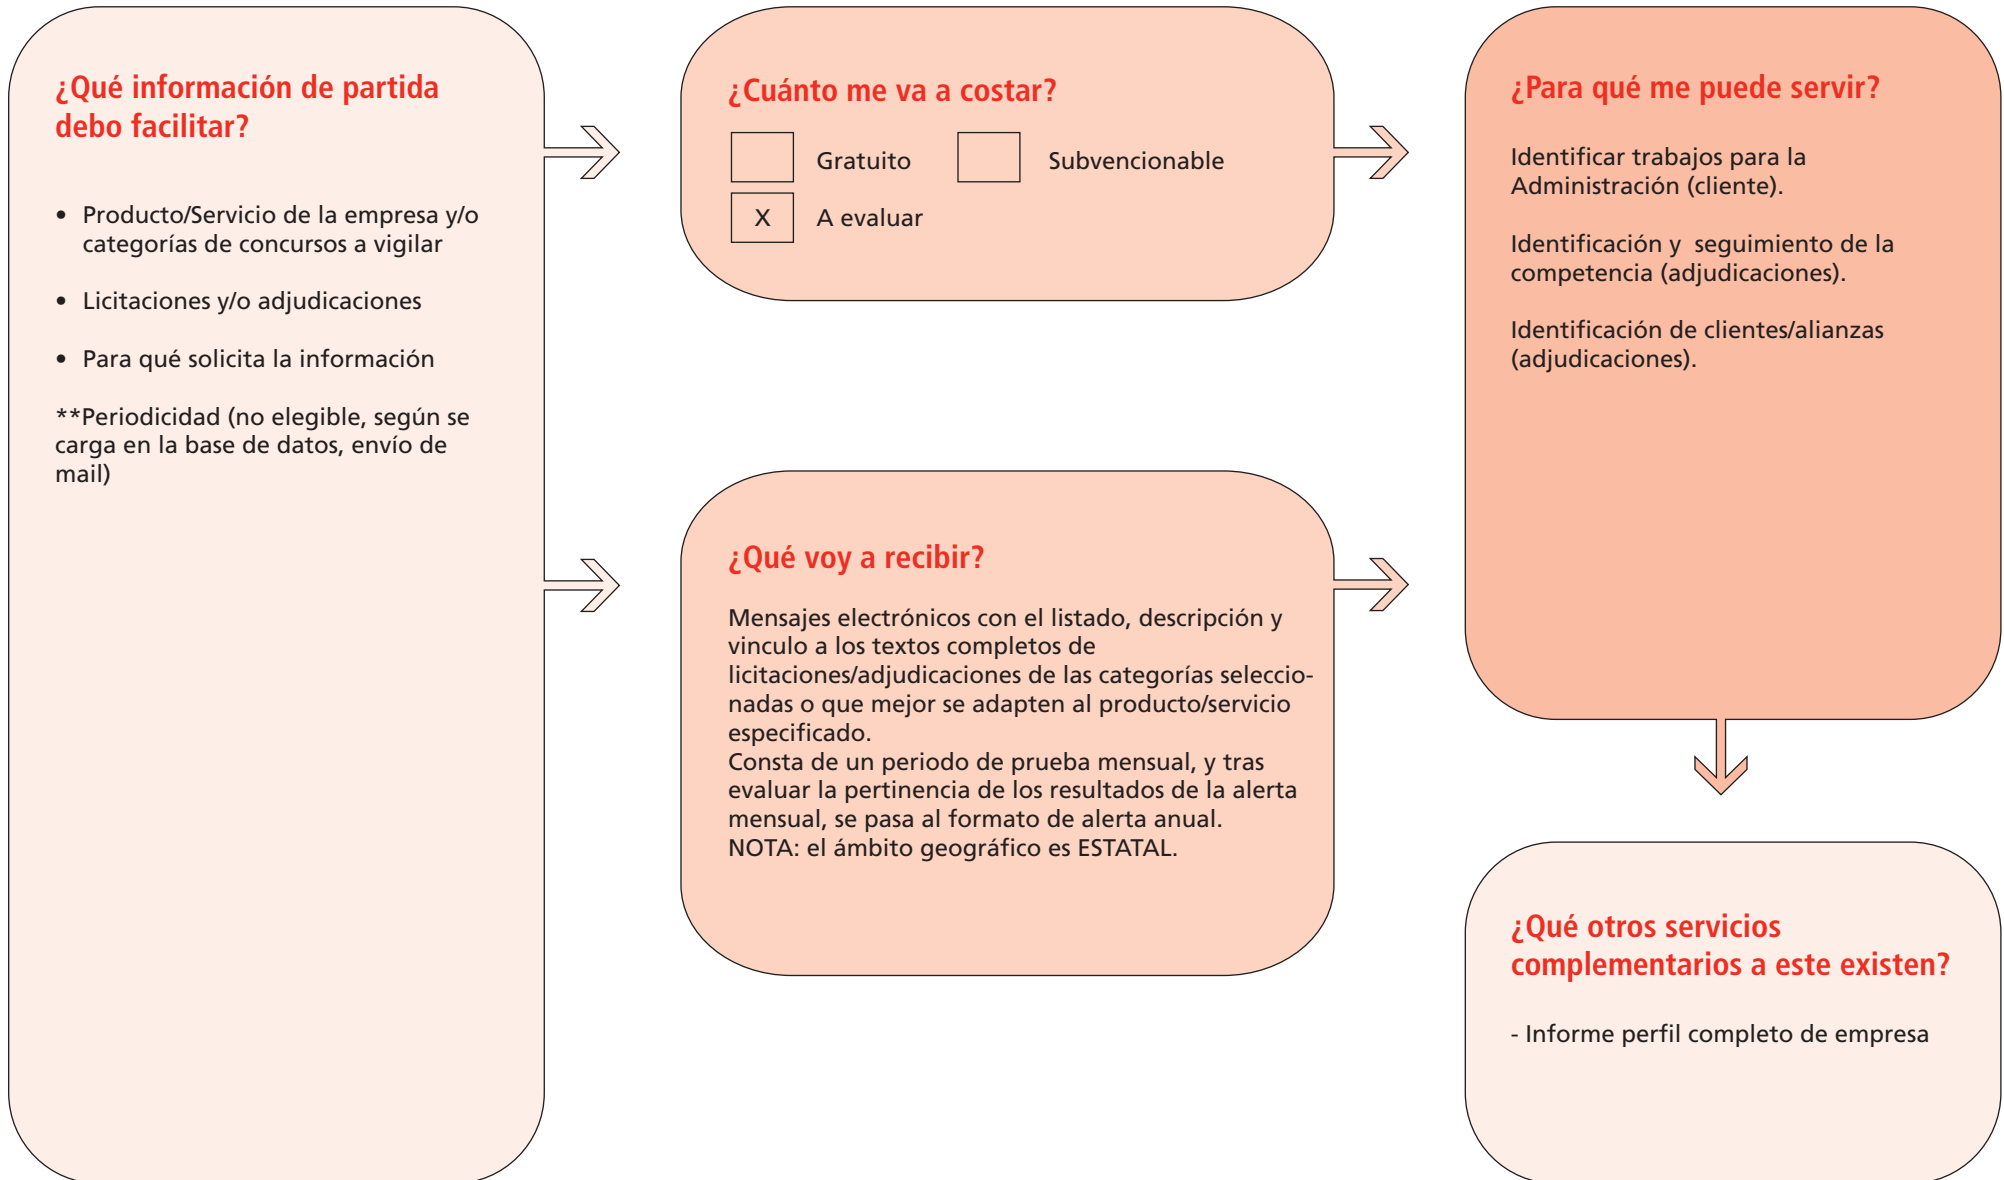 ¿Qué información de partida
debo facilitar?
• Producto/Servicio de la empresa y/o
categorías de concursos a vigilar
• Licitaciones y/o adjudicaciones
• Para qué solicita la información
**Periodicidad (no elegible, según se
carga en la base de datos, envío de
mail)
¿Cuánto me va a costar?
Gratuito Subvencionable
X A evaluar
¿Qué voy a recibir?
Mensajes electrónicos con el listado, descripción y
vinculo a los textos completos de
licitaciones/adjudicaciones de las categorías seleccio-
nadas o que mejor se adapten al producto/servicio
especificado.
Consta de un periodo de prueba mensual, y tras
evaluar la pertinencia de los resultados de la alerta
mensual, se pasa al formato de alerta anual.
NOTA: el ámbito geográfico es ESTATAL.
¿Para qué me puede servir?
Identificar trabajos para la
Administración (cliente).
Identificación y seguimiento de la
competencia (adjudicaciones).
Identificación de clientes/alianzas
(adjudicaciones).
¿Qué otros servicios
complementarios a este existen?
- Informe perfil completo de empresa